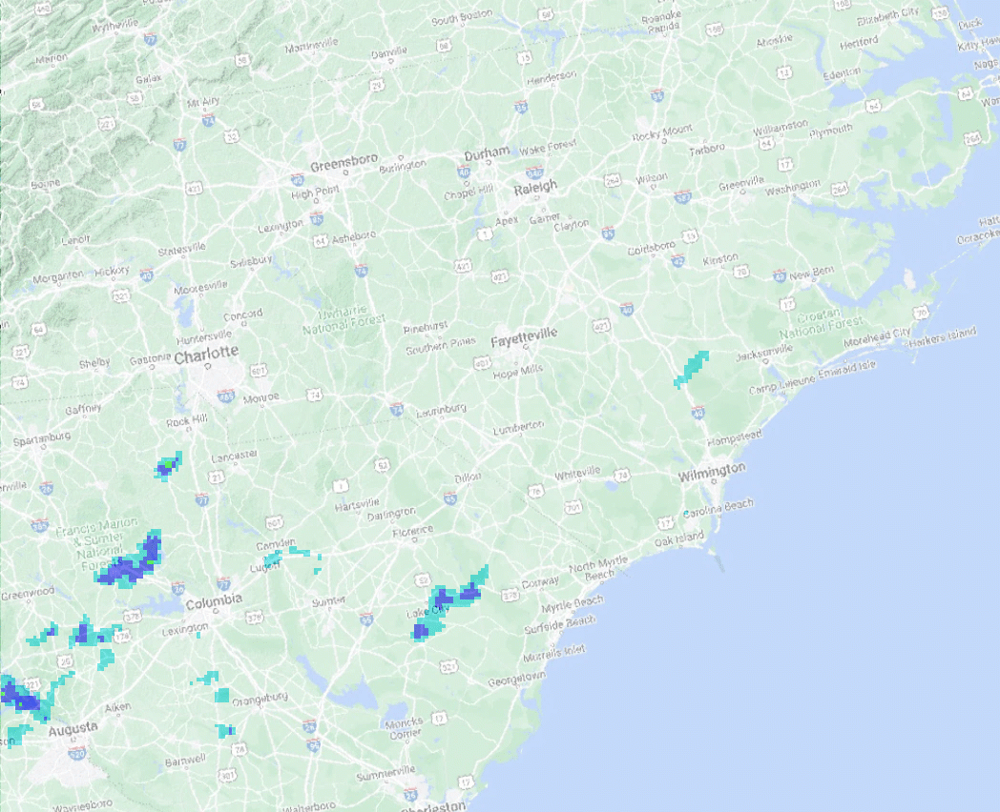 South Boston
Roanoke
Rapids
Elizabeth City
Duck
Wytheville
Martinsville
Danville
Ahoskie
Hertford
Kitty Haw
Marion
Galax
Henderson
Edenton
Nags
Mt Airy
Rocky Mount
Williamston
Plymouth
Greensboro
Burlington
Durham
Wake Forest
Tarboro
Boone
High Point
Chapel Hill
Raleigh
Wilson
Greenville
Washington
Lexington
Asheboro
Apex
Garner
Clayton
Lenoir
Statesville
Salisbury
Goldsboro
Kinston
Ocracoke
Morganton
Hickory
Mooresville
New Bern
Concord
Uwharrie
National Forest
Pinehurst
Southern Pines
Fayetteville
Croatan
National Forest
Morehead City
Harkers Island
Huntersville
Shelby
Gastonia
Charlotte
Hope Mills
Jacksonville
Camp Lejeune
Emerald Isle
Gaffney
Monroe
Rock Hill
Laurinburg
Lumberton
Hampstead
Spartanburg
Lancaster
Dillon
Whiteville
Wilmington
Hartsville
Darlington
Carolina Beach
Francis Marion
& Sumter
National
Florence
Camden
Lugoff
Oak Island
Greenwood
Columbia
Sumter
Lake City
Conway
North Myrtle
Beach
Myrtle Beach
Lexington
Surfside Beach
Murrells Inlet
Georgetown
Aiken
Orangeburg
Augusta
Moncks
Corner
Barnwell
Summerville
Waynesboro
Walterboro
Charleston